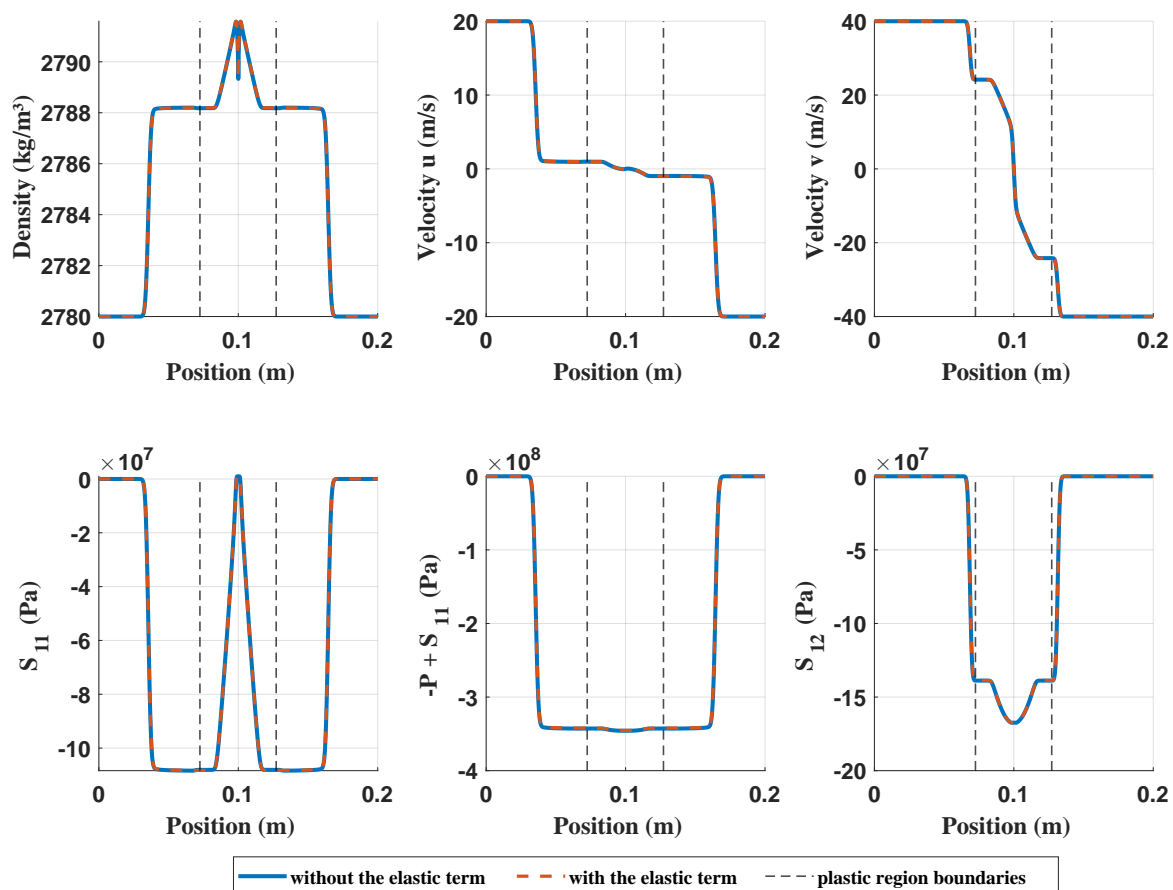 2790
2788
2786
2784
2782
2780
0 0.1 0.2
Density (kg/m³)
Position (m)
20
10
0
-10
-20
0 0.1 0.2
Velocity u (m/s)
Position (m)
40
20
0
-20
-40
0 0.1 0.2
Velocity v (m/s)
Position (m)
×10⁷
0
-2
-4
-6
-8
-10
0 0.1 0.2
S₁₁ (Pa)
Position (m)
×10⁸
0
-1
-2
-3
-4
0 0.1 0.2
-P + S₁₁ (Pa)
Position (m)
×10⁷
0
-5
-10
-15
-20
0 0.1 0.2
S₁₂ (Pa)
Position (m)
without the elastic term with the elastic term plastic region boundaries